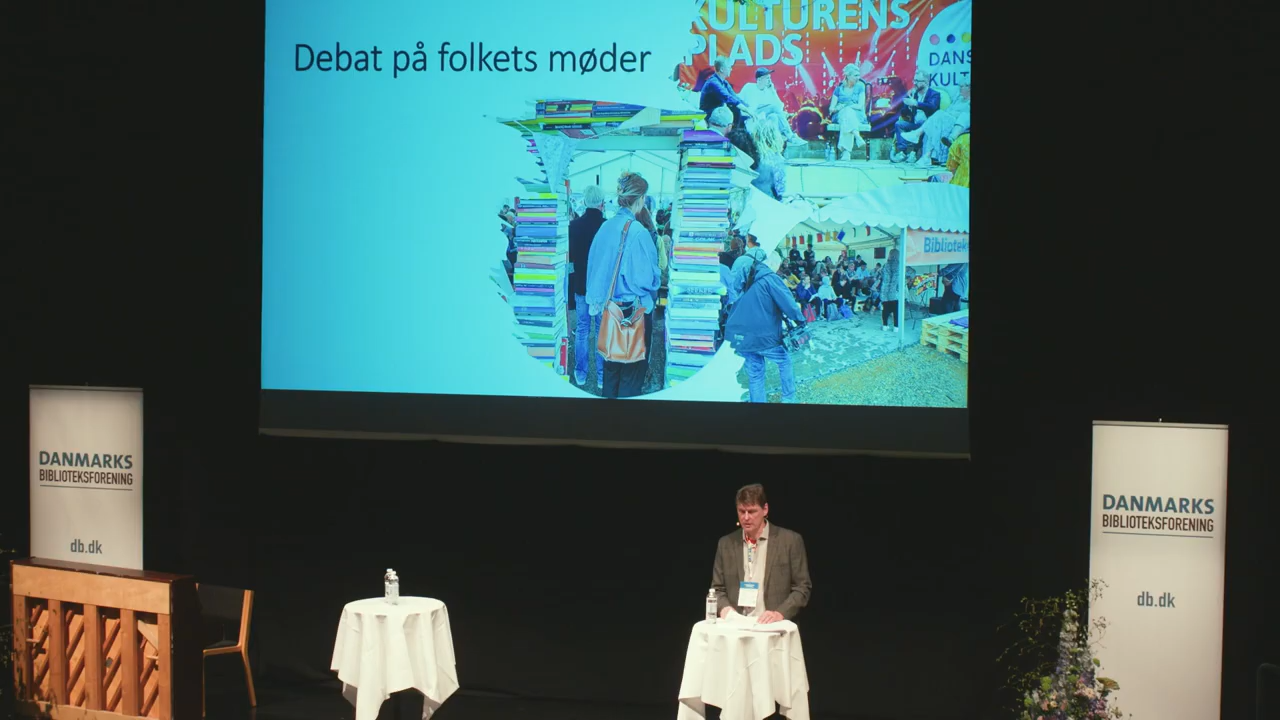 Debat på folkets møder
KULTURENS
PLADS
DANS
KULT
Bibliotek
DANMARKS
BIBLIOTEKSFORENING
db.dk
DANMARKS
BIBLIOTEKSFORENING
db.dk